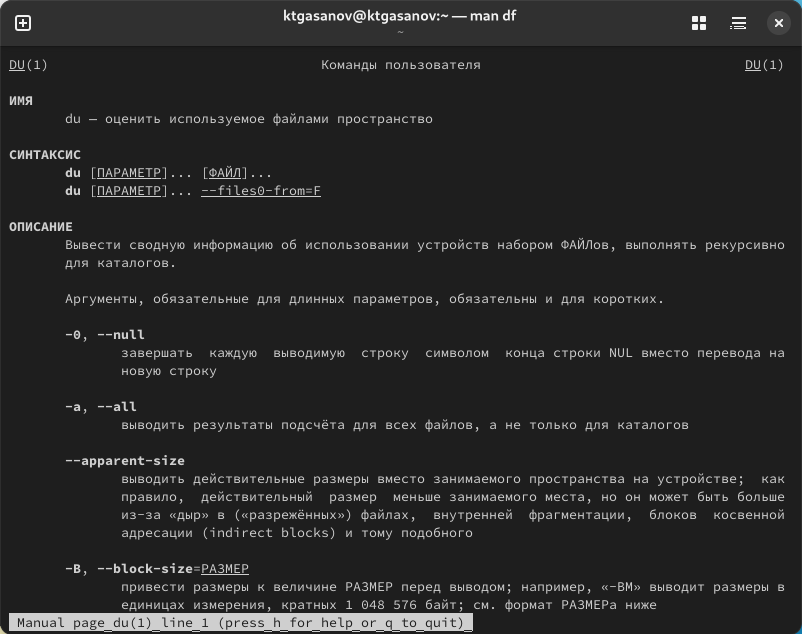 ktgasanov@ktgasanov:~ — man df
~
DU(1) Команды пользователя DU(1)
ИМЯ
du — оценить используемое файлами пространство
СИНТАКСИС
du [ПАРАМЕТР]... [ФАЙЛ]...
du [ПАРАМЕТР]... --files0-from=F
ОПИСАНИЕ
Вывести сводную информацию об использовании устройств набором ФАЙЛов, выполнять рекурсивно
для каталогов.
Аргументы, обязательные для длинных параметров, обязательны и для коротких.
-0, --null
завершать каждую выводимую строку символом конца строки NUL вместо перевода на
новую строку
-a, --all
выводить результаты подсчёта для всех файлов, а не только для каталогов
--apparent-size
выводить действительные размеры вместо занимаемого пространства на устройстве; как
правило, действительный размер меньше занимаемого места, но он может быть больше
из-за «дыр» в («разрежённых») файлах, внутренней фрагментации, блоков косвенной
адресации (indirect blocks) и тому подобного
-B, --block-size=РАЗМЕР
привести размеры к величине РАЗМЕР перед выводом; например, «-BM» выводит размеры в
единицах измерения, кратных 1 048 576 байт; см. формат РАЗМЕРа ниже
Manual page du(1) line 1 (press h for help or q to quit)